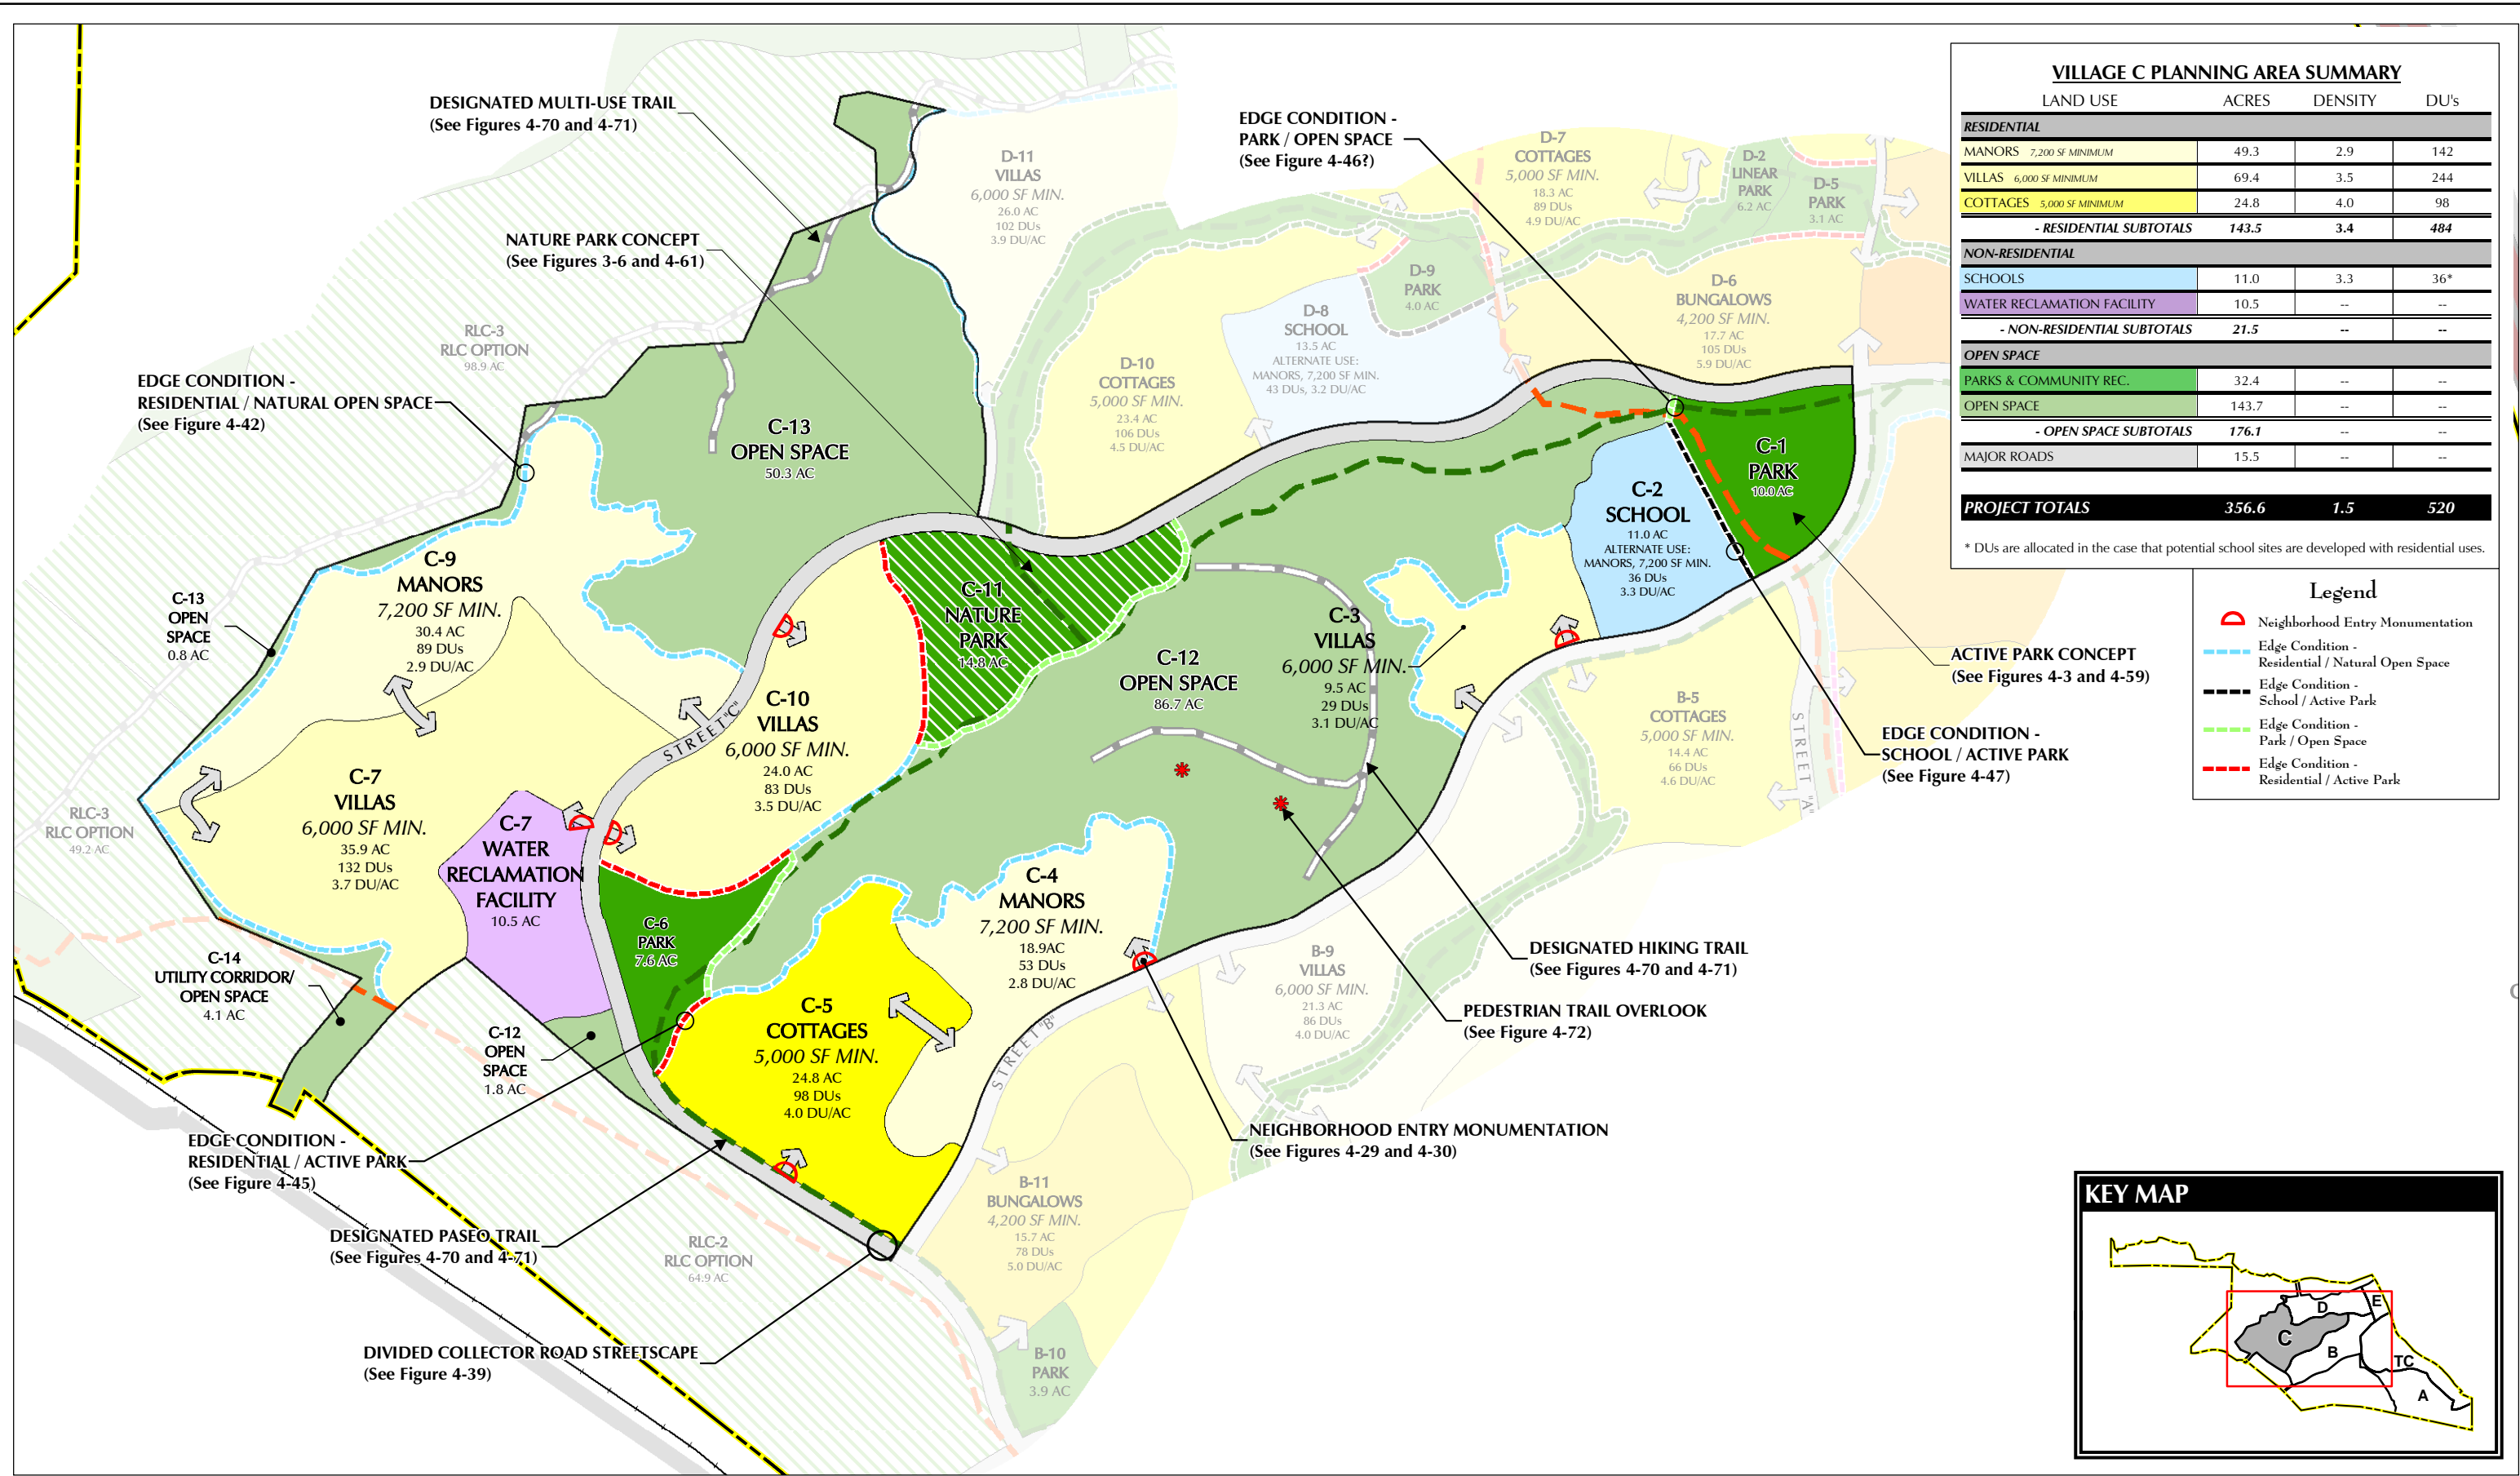 DESIGNATED MULTI-USE TRAIL
(See Figures 4-70 and 4-71)
NATURE PARK CONCEPT
(See Figures 3-6 and 4-61)
EDGE CONDITION -
RESIDENTIAL / NATURAL OPEN SPACE
(See Figure 4-42)
EDGE CONDITION -
PARK / OPEN SPACE
(See Figure 4-46?)
D-11
VILLAS
6,000 SF MIN.
26.0 AC
102 DUs
3.9 DU/AC
D-7
COTTAGES
5,000 SF MIN.
18.3 AC
89 DUs
4.9 DU/AC
D-2
LINEAR
PARK
6.2 AC
D-5
PARK
3.1 AC
D-9
PARK
4.0 AC
D-6
BUNGALOWS
4,200 SF MIN.
17.7 AC
105 DUs
5.9 DU/AC
D-8
SCHOOL
13.5 AC
ALTERNATE USE:
MANORS, 7,200 SF MIN.
43 DUs, 3.2 DU/AC
D-10
COTTAGES
5,000 SF MIN.
23.4 AC
106 DUs
4.5 DU/AC
RLC-3
RLC OPTION
98.9 AC
C-13
OPEN SPACE
50.3 AC
C-1
PARK
10.0 AC
C-2
SCHOOL
11.0 AC
ALTERNATE USE:
MANORS, 7,200 SF MIN.
36 DUs
3.3 DU/AC
C-9
MANORS
7,200 SF MIN.
30.4 AC
89 DUs
2.9 DU/AC
C-13
OPEN
SPACE
0.8 AC
C-11
NATURE
PARK
14.8 AC
C-3
VILLAS
6,000 SF MIN.
9.5 AC
29 DUs
3.1 DU/AC
C-12
OPEN SPACE
86.7 AC
C-10
VILLAS
6,000 SF MIN.
24.0 AC
83 DUs
3.5 DU/AC
STREET "C"
C-7
VILLAS
6,000 SF MIN.
35.9 AC
132 DUs
3.7 DU/AC
RLC-3
RLC OPTION
49.2 AC
C-7
WATER
RECLAMATION
FACILITY
10.5 AC
C-6
PARK
7.6 AC
C-4
MANORS
7,200 SF MIN.
18.9AC
53 DUs
2.8 DU/AC
C-5
COTTAGES
5,000 SF MIN.
24.8 AC
98 DUs
4.0 DU/AC
C-14
UTILITY CORRIDOR/
OPEN SPACE
4.1 AC
C-12
OPEN
SPACE
1.8 AC
B-5
COTTAGES
5,000 SF MIN.
14.4 AC
66 DUs
4.6 DU/AC
STREET "A"
STREET "B"
B-9
VILLAS
6,000 SF MIN.
21.3 AC
86 DUs
4.0 DU/AC
B-11
BUNGALOWS
4,200 SF MIN.
15.7 AC
78 DUs
5.0 DU/AC
B-10
PARK
3.9 AC
RLC-2
RLC OPTION
64.9 AC
ACTIVE PARK CONCEPT
(See Figures 4-3 and 4-59)
EDGE CONDITION -
SCHOOL / ACTIVE PARK
(See Figure 4-47)
DESIGNATED HIKING TRAIL
(See Figures 4-70 and 4-71)
PEDESTRIAN TRAIL OVERLOOK
(See Figure 4-72)
NEIGHBORHOOD ENTRY MONUMENTATION
(See Figures 4-29 and 4-30)
EDGE CONDITION -
RESIDENTIAL / ACTIVE PARK
(See Figure 4-45)
DESIGNATED PASEO TRAIL
(See Figures 4-70 and 4-71)
DIVIDED COLLECTOR ROAD STREETSCAPE
(See Figure 4-39)
VILLAGE C PLANNING AREA SUMMARY
LAND USE ACRES DENSITY DU's
RESIDENTIAL
MANORS 7,200 SF MINIMUM 49.3 2.9 142
VILLAS 6,000 SF MINIMUM 69.4 3.5 244
COTTAGES 5,000 SF MINIMUM 24.8 4.0 98
- RESIDENTIAL SUBTOTALS 143.5 3.4 484
NON-RESIDENTIAL
SCHOOLS 11.0 3.3 36*
WATER RECLAMATION FACILITY 10.5 -- --
- NON-RESIDENTIAL SUBTOTALS 21.5 -- --
OPEN SPACE
PARKS & COMMUNITY REC. 32.4 -- --
OPEN SPACE 143.7 -- --
- OPEN SPACE SUBTOTALS 176.1 -- --
MAJOR ROADS 15.5 -- --
PROJECT TOTALS 356.6 1.5 520
* DUs are allocated in the case that potential school sites are developed with residential uses.
Legend
Neighborhood Entry Monumentation
Edge Condition -
Residential / Natural Open Space
Edge Condition -
School / Active Park
Edge Condition -
Park / Open Space
Edge Condition -
Residential / Active Park
KEY MAP
D
E
C
B
TC
A